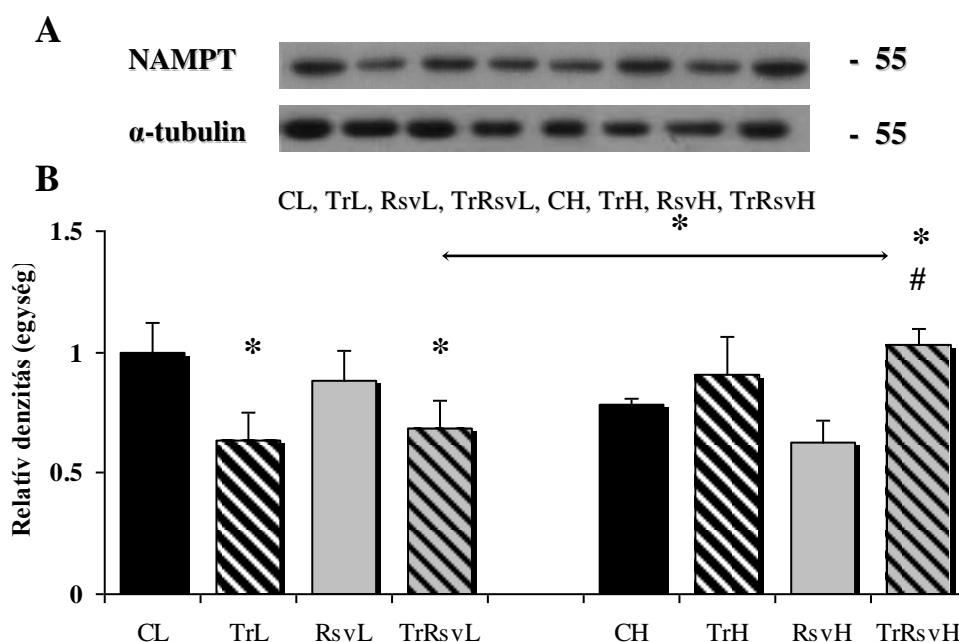 A
NAMPT - 55
α-tubulin - 55
B
CL, TrL, RsvL, TrRsvL, CH, TrH, RsvH, TrRsvH
1.5
*
*
#
Relatív denzitás (egység)
1
*
*
0.5
0
CL TrL RsvL TrRsvL CH TrH RsvH TrRsvH